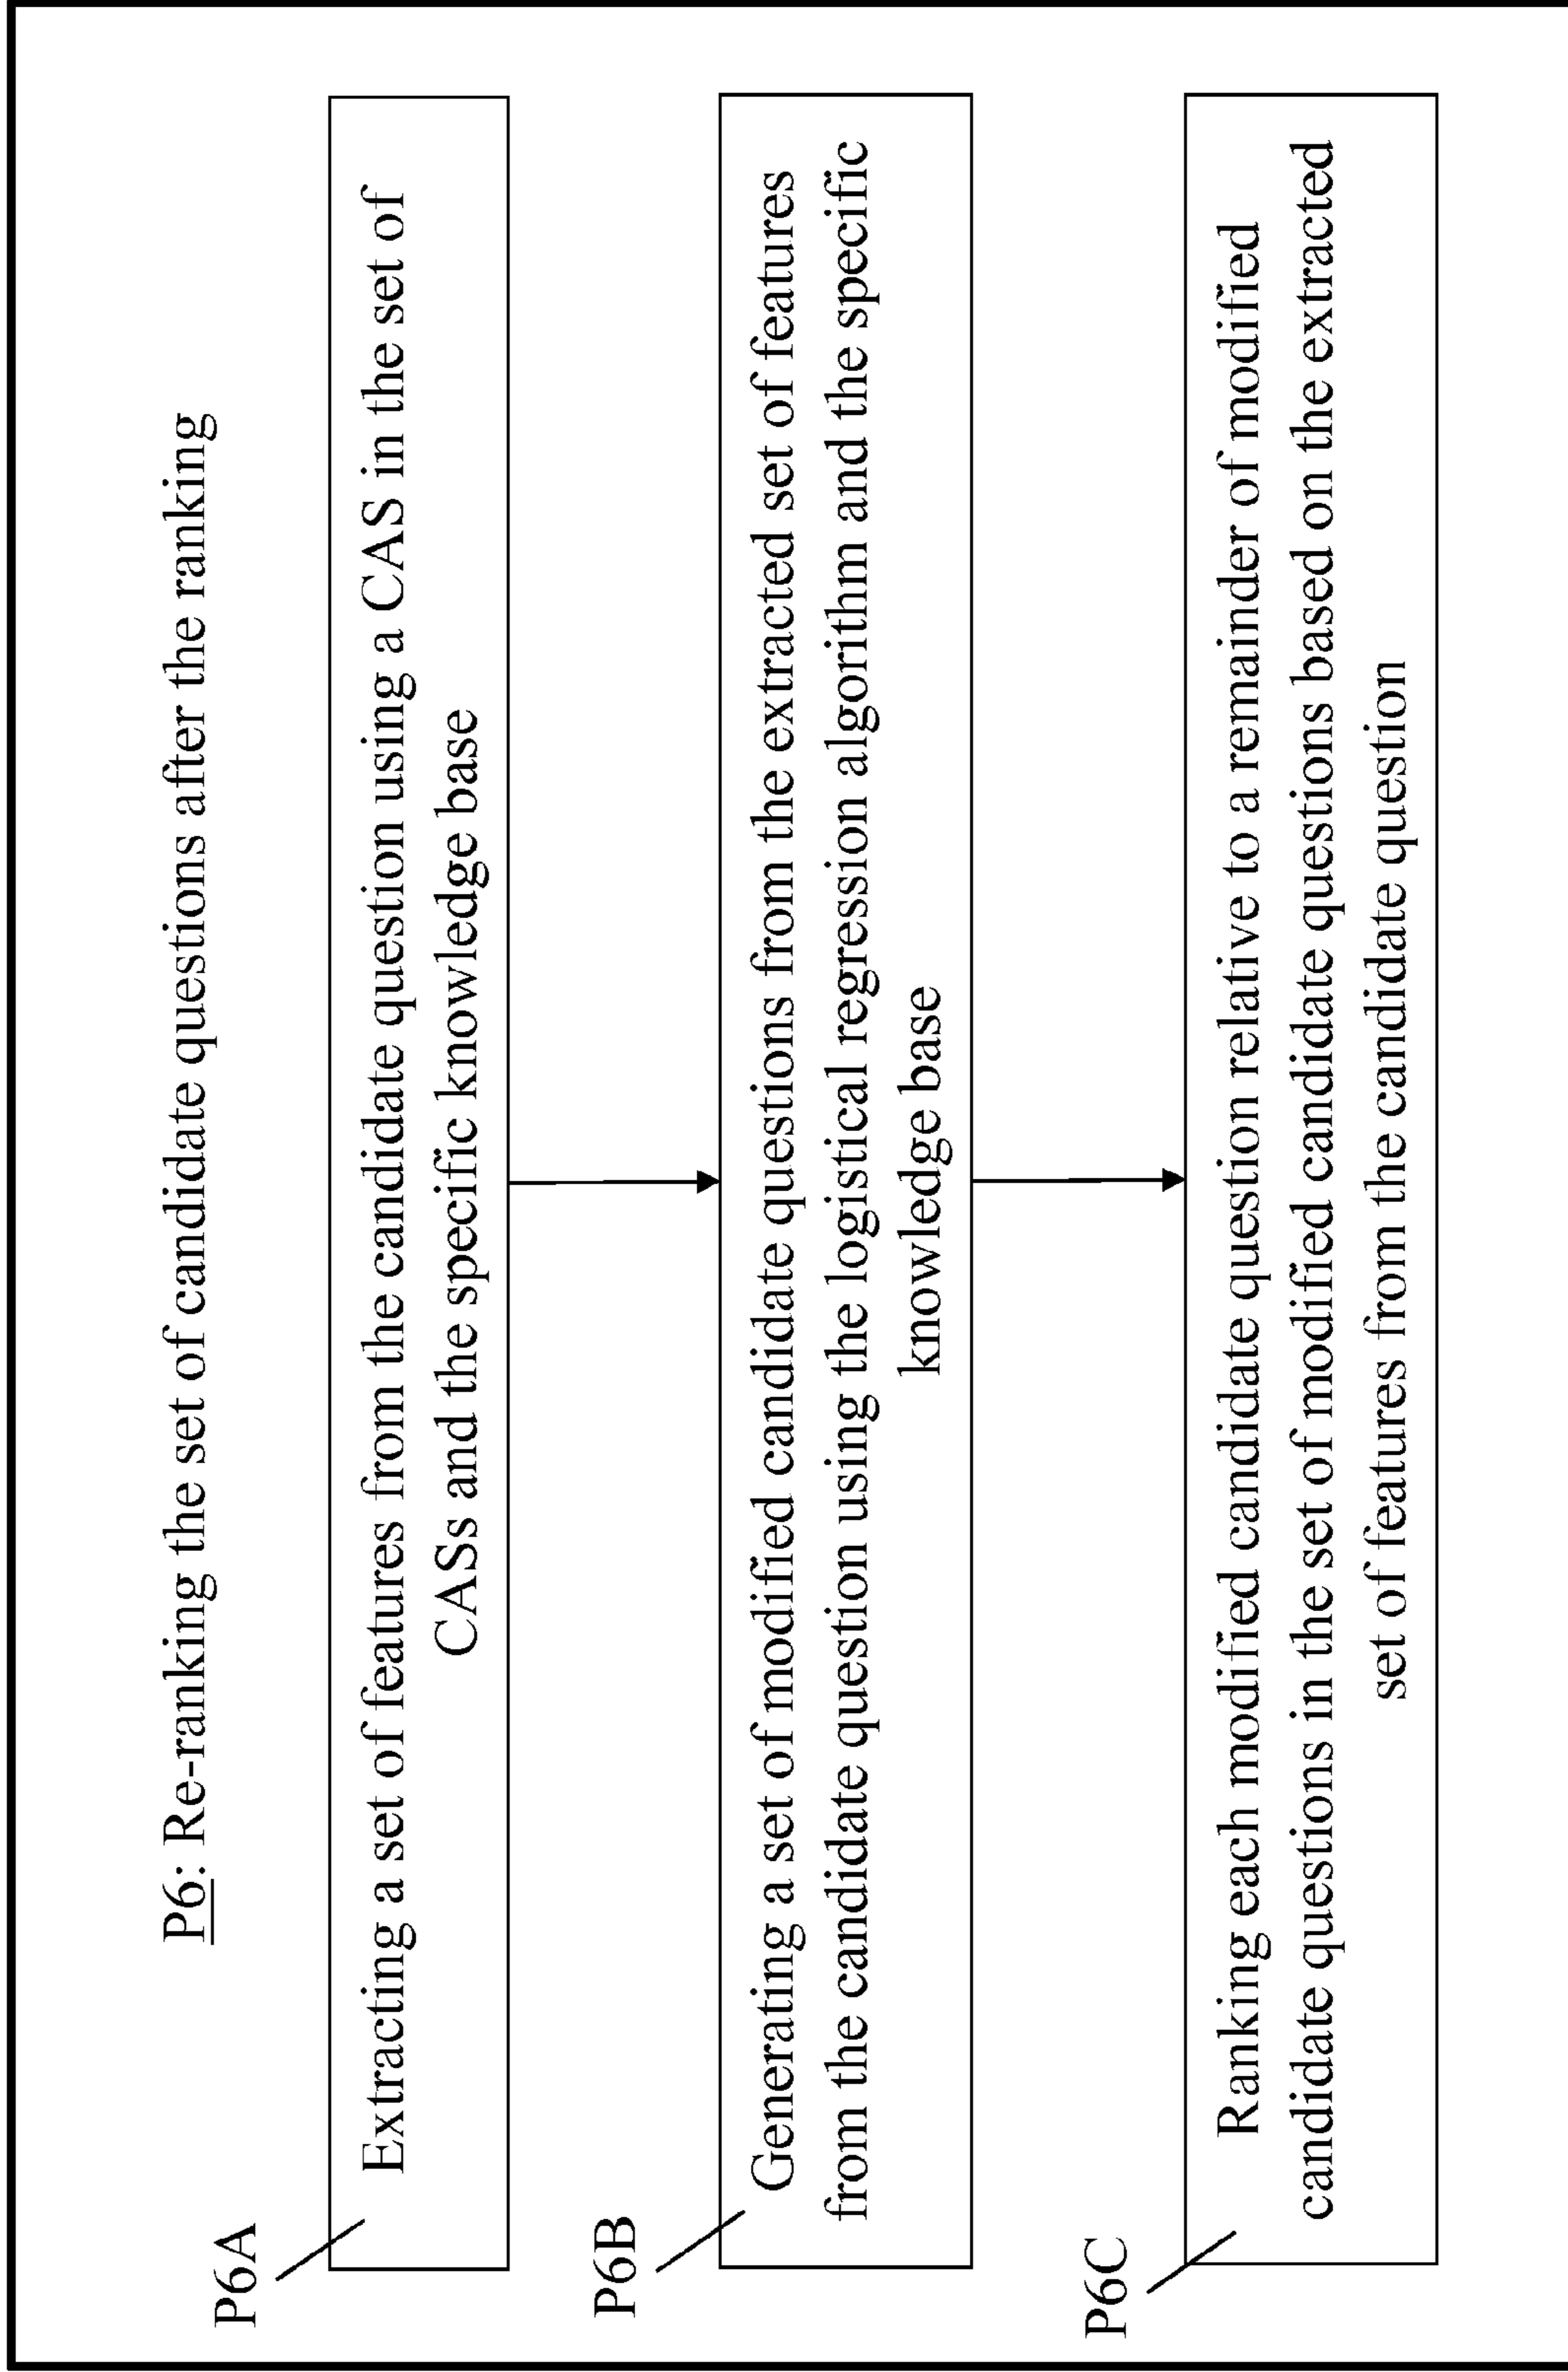 P6: Re-ranking the set of candidate questions after the ranking
P6A
Extracting a set of features from the candidate question using a CAS in the set of
CASs and the specific knowledge base
P6B
Generating a set of modified candidate questions from the extracted set of features
from the candidate question using the logistical regression algorithm and the specific
knowledge base
P6C
Ranking each modified candidate question relative to a remainder of modified
candidate questions in the set of modified candidate questions based on the extracted
set of features from the candidate question